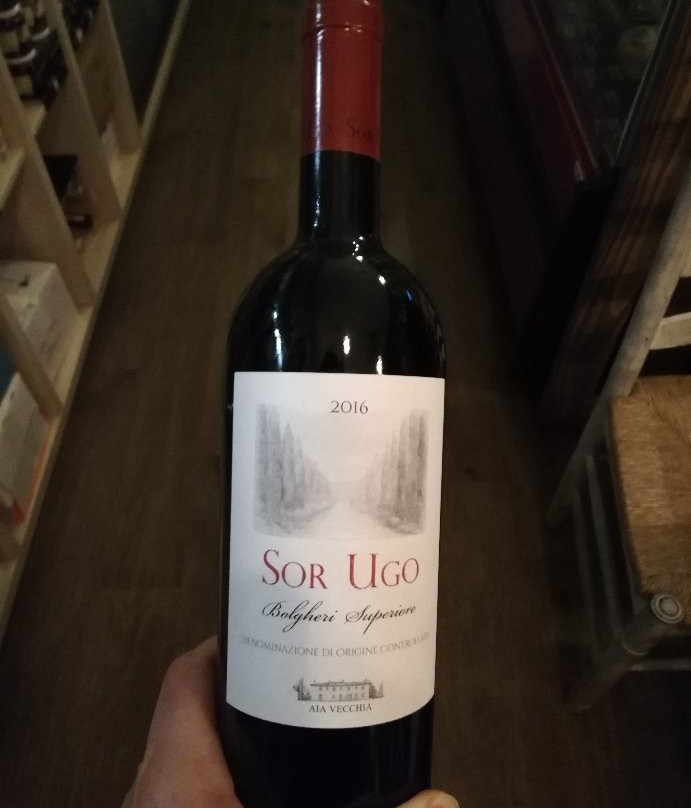 Sor
2016
SOR UGO
Bolgheri Superiore
DENOMINAZIONE DI ORIGINE CONTROLLATA
AIA VECCHIA